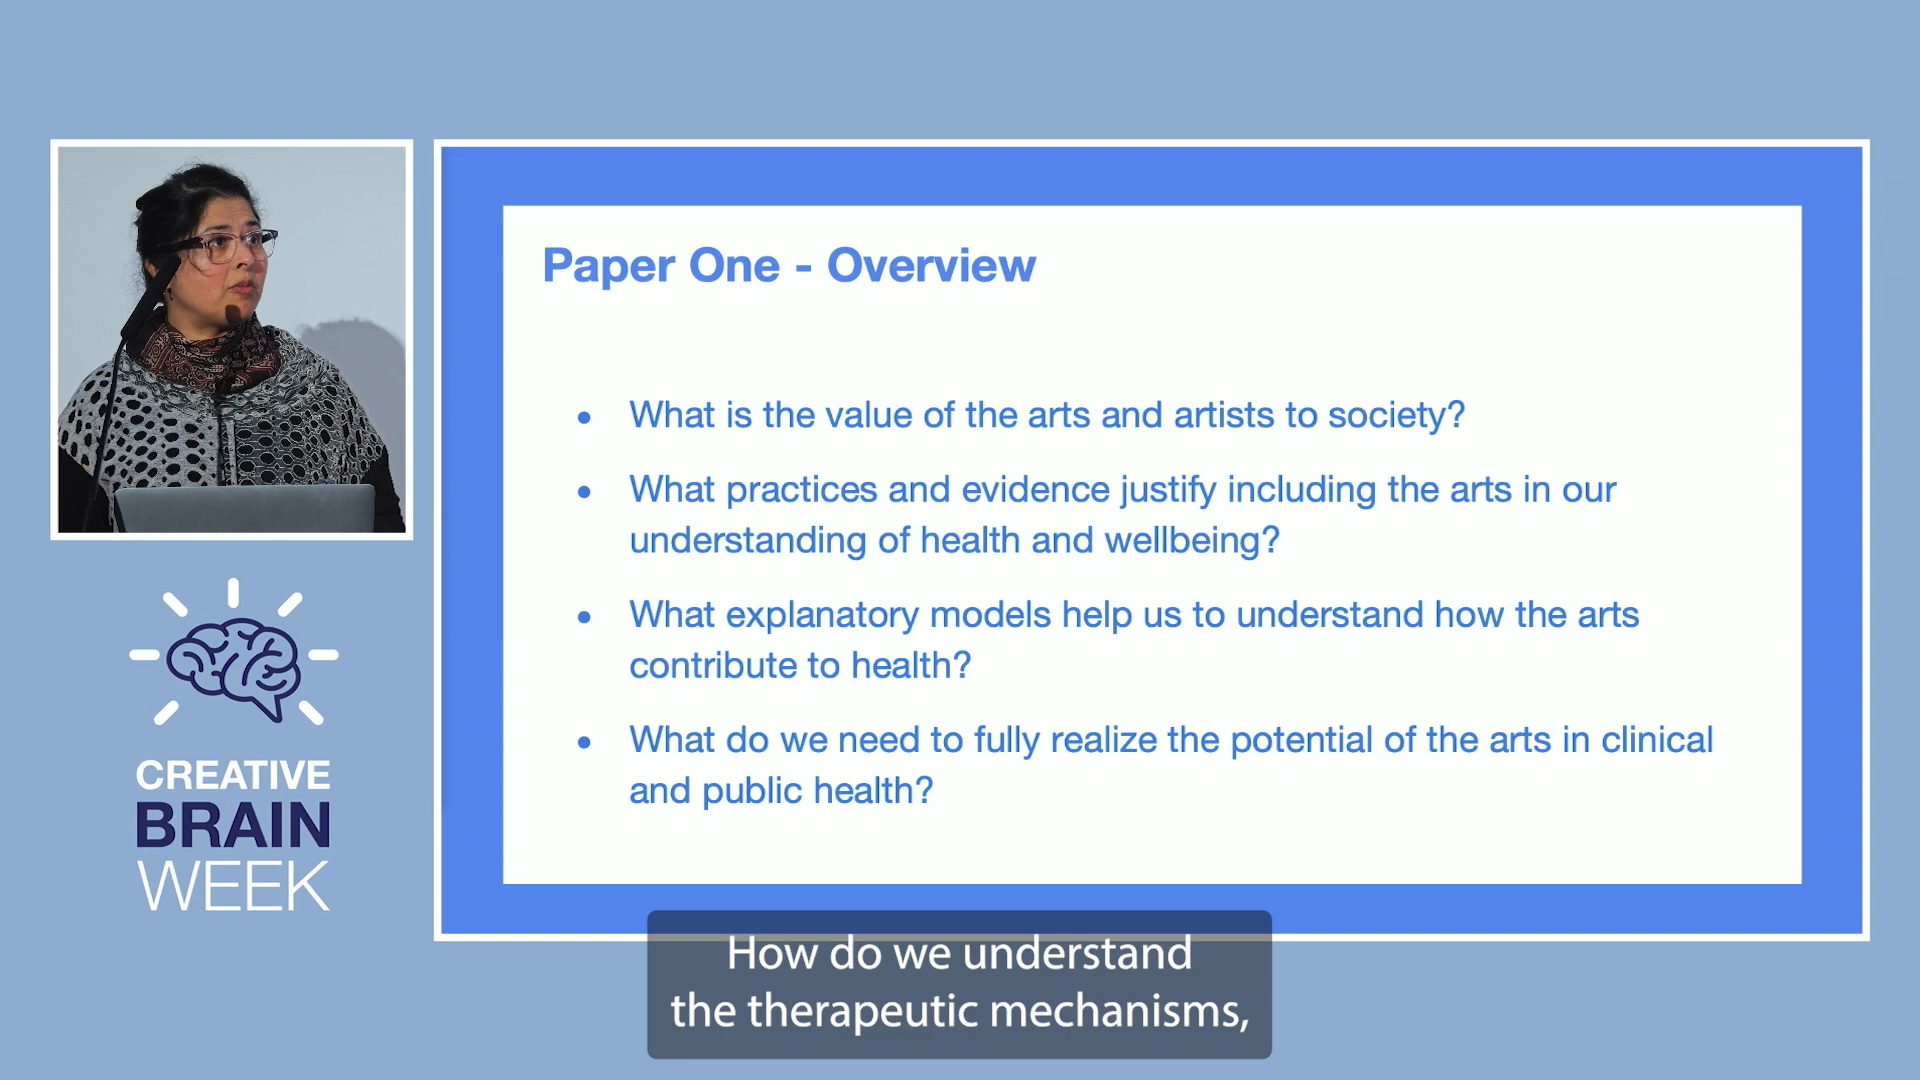 Paper One - Overview
• What is the value of the arts and artists to society?
• What practices and evidence justify including the arts in our
understanding of health and wellbeing?
• What explanatory models help us to understand how the arts
contribute to health?
• What do we need to fully realize the potential of the arts in clinical
and public health?
CREATIVE
BRAIN
WEEK
How do we understand
the therapeutic mechanisms,